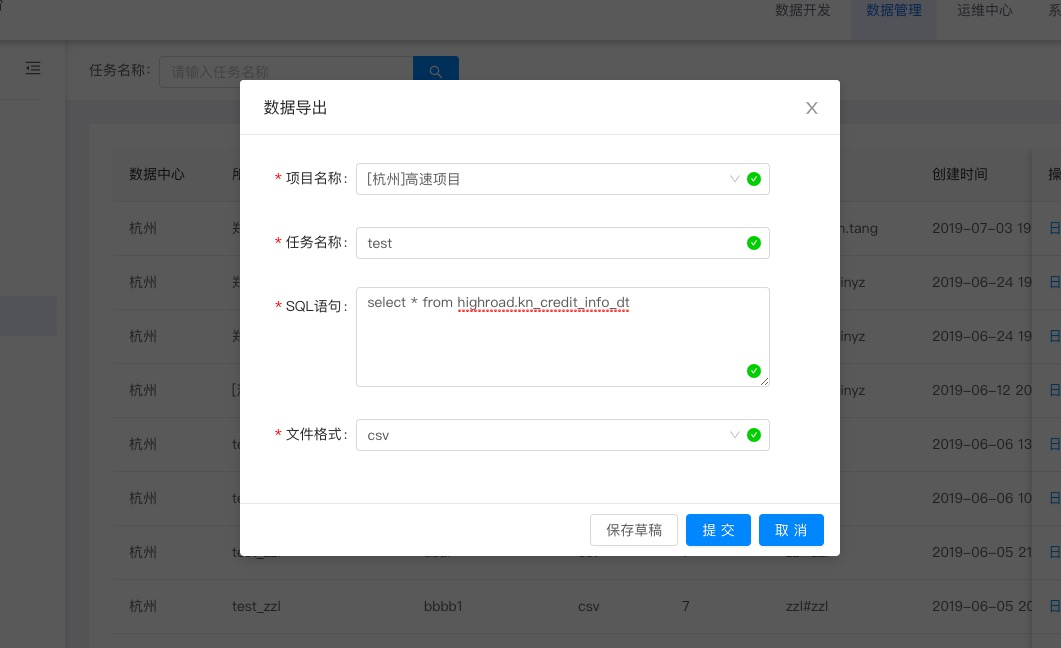 数据开发 数据管理 运维中心
任务名称： 请输入任务名称
数据导出
数据中心 创建时间
* 项目名称： [杭州]高速项目
杭州 n.tang 2019-07-03 19
* 任务名称： test
杭州 inyz 2019-06-24 19
* SQL语句： select * from highroad.kn_credit_info_dt
杭州 inyz 2019-06-24 19
杭州 inyz 2019-06-12 20
* 文件格式： csv
杭州 te 2019-06-06 13
杭州 te 2019-06-06 10
保存草稿 提 交 取 消
杭州 2019-06-05 21
杭州 test_zzl bbbb1 csv 7 zzl#zzl 2019-06-05 20